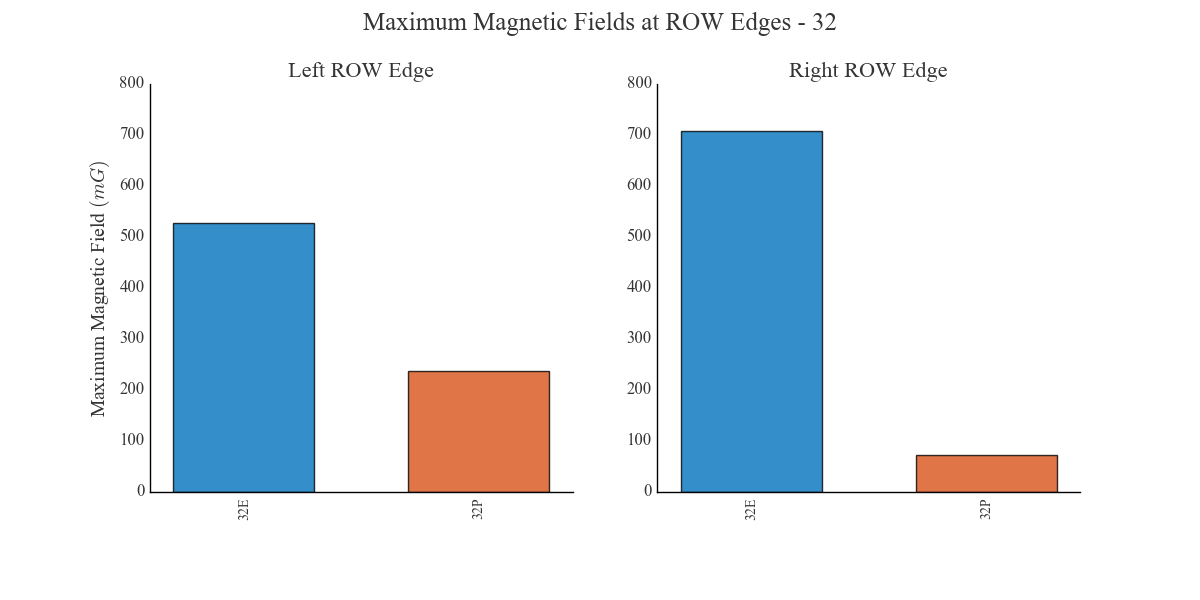 Maximum Magnetic Fields at ROW Edges - 32
Left ROW Edge
Maximum Magnetic Field (mG)
800
700
600
500
400
300
200
100
0
32E
32P
Right ROW Edge
800
700
600
500
400
300
200
100
0
32E
32P